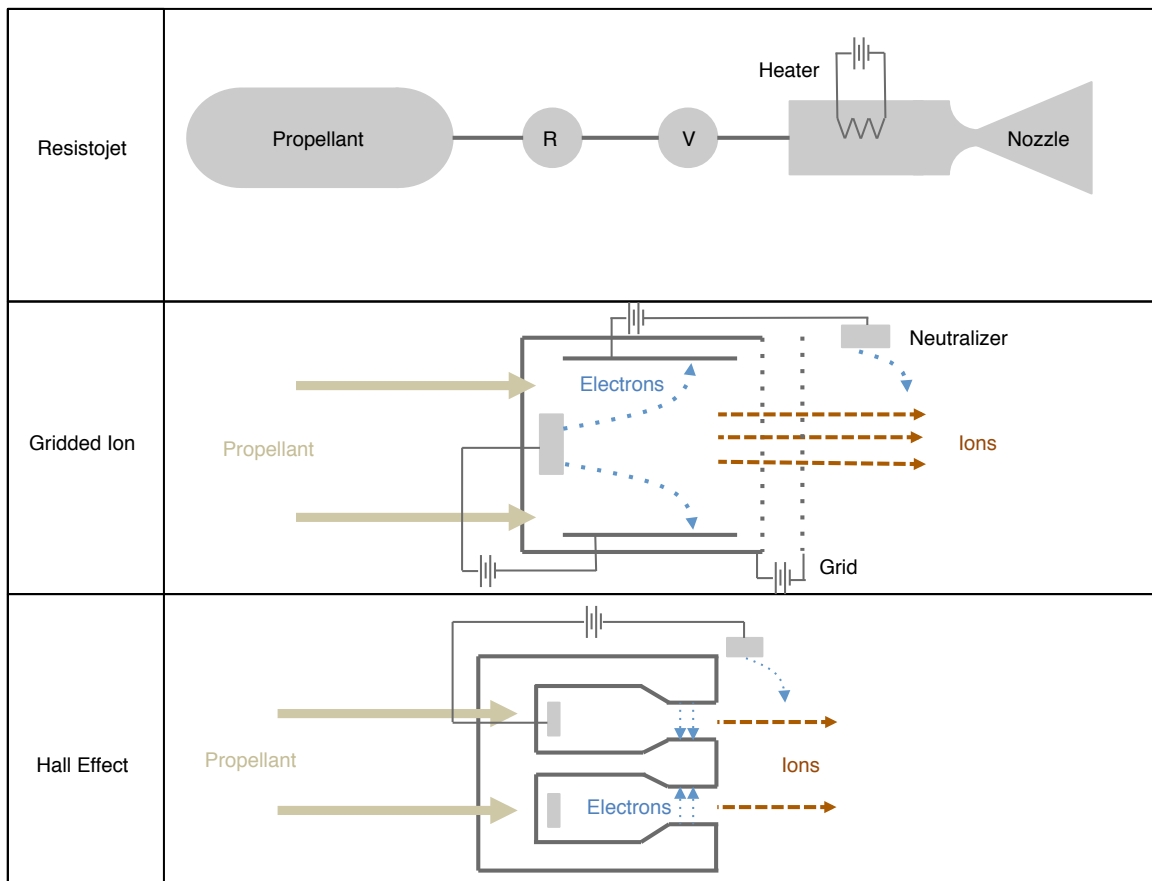 Resistojet
Propellant
R
V
Heater
Nozzle
Gridded Ion
Propellant
Electrons
Neutralizer
Ions
Grid
Hall Effect
Propellant
Electrons
Ions